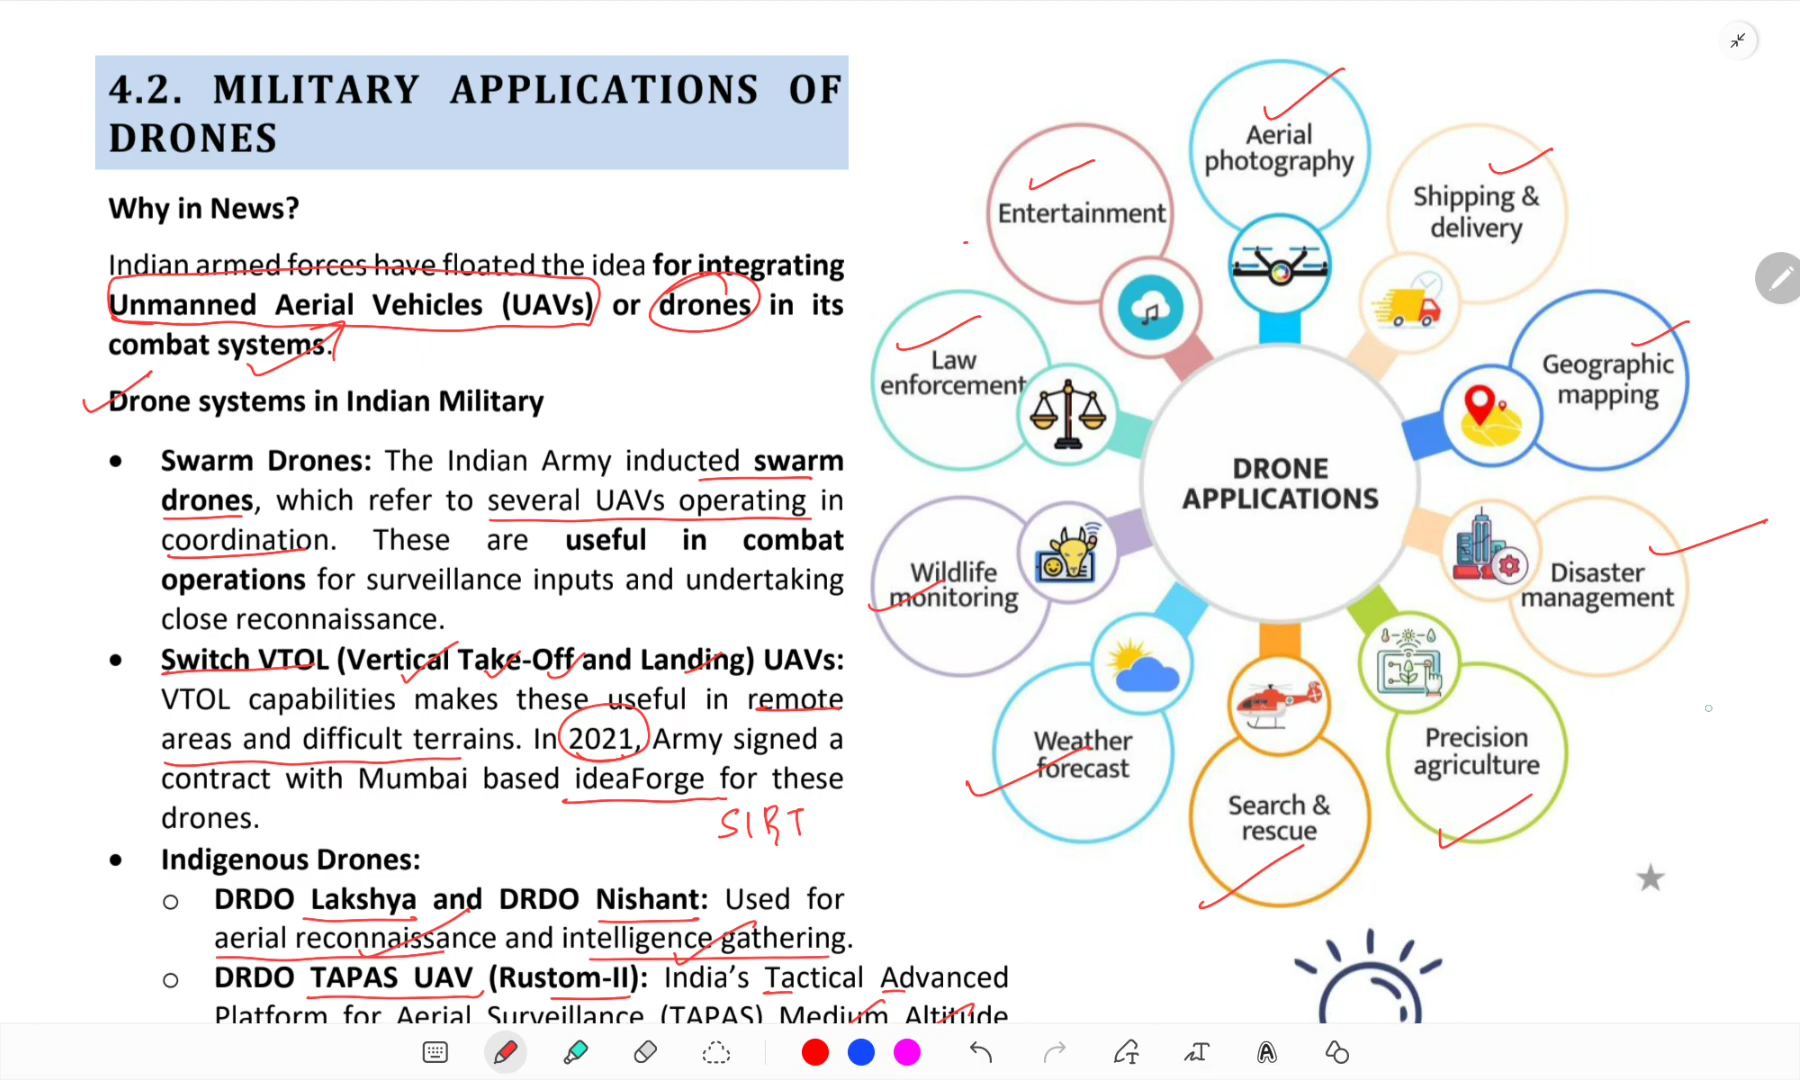 4.2. MILITARY APPLICATIONS OF
DRONES
Why in News?
Indian armed forces have floated the idea for integrating
Unmanned Aerial Vehicles (UAVs) or drones in its
combat systems.
Drone systems in Indian Military
• Swarm Drones: The Indian Army inducted swarm
drones, which refer to several UAVs operating in
coordination. These are useful in combat
operations for surveillance inputs and undertaking
close reconnaissance.
• Switch VTOL (Vertical Take-Off and Landing) UAVs:
VTOL capabilities makes these useful in remote
areas and difficult terrains. In 2021, Army signed a
contract with Mumbai based ideaForge for these
drones.
SIRT
• Indigenous Drones:
o DRDO Lakshya and DRDO Nishant: Used for
aerial reconnaissance and intelligence gathering.
o DRDO TAPAS UAV (Rustom-II): India's Tactical Advanced
Platform for Aerial Surveillance (TAPAS) Medium Altitude
DRONE
APPLICATIONS
Aerial
photography
Shipping &
delivery
Geographic
mapping
Disaster
management
Precision
agriculture
Search &
rescue
Weather
forecast
Wildlife
monitoring
Law
enforcement
Entertainment